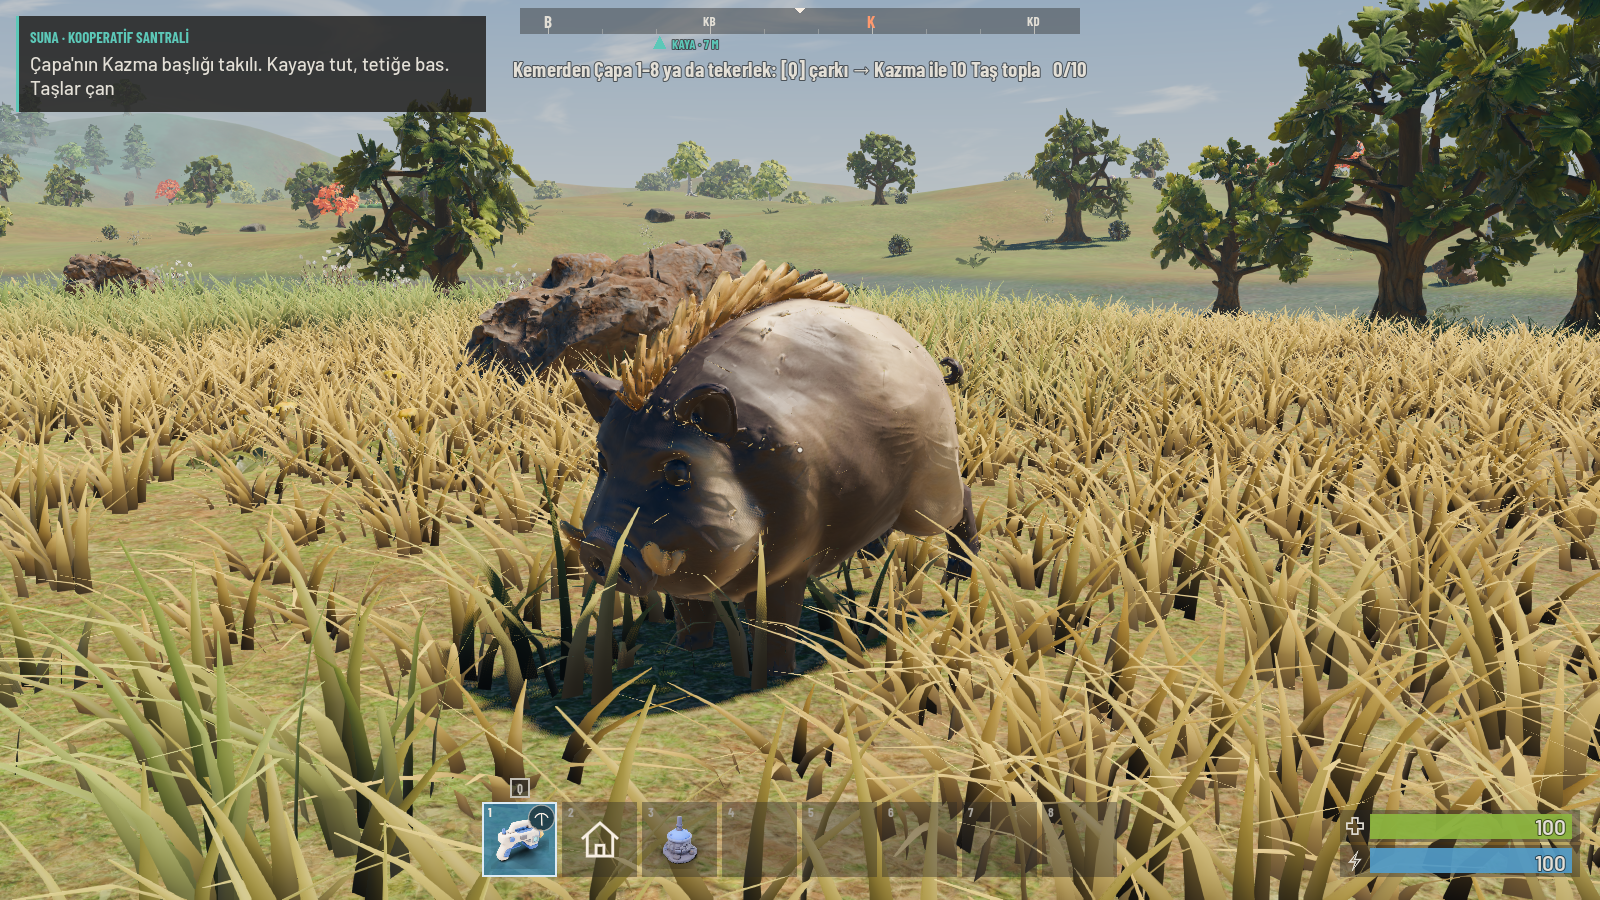 SUNA · KOOPERATİF SANTRALİ
Çapa'nın Kazma başlığı takılı. Kayaya tut, tetiğe bas.
Taşlar çan
B KB K KD
KAYA · 7 M
Kemerden Çapa 1-8 ya da tekerlek: [Q] çarkı → Kazma ile 10 Taş topla 0/10
Q
1 2 3 4 5 6 7 8
100
100